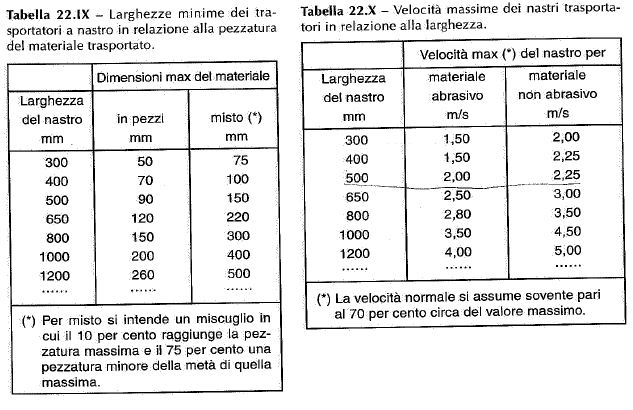 Tabella 22.IX – Larghezze minime dei tra-
sportatori a nastro in relazione alla pezzatura
del materiale trasportato.
Dimensioni max del materiale
Larghezza
del nastro in pezzi misto (*)
mm mm mm
300 50 75
400 70 100
500 90 150
650 120 220
800 150 300
1000 200 400
1200 260 500
...... ...... ......
(*) Per misto si intende un miscuglio in
cui il 10 per cento raggiunge la pez-
zatura massima e il 75 per cento una
pezzatura minore della metà di quella
massima.
Tabella 22.X – Velocità massime dei nastri trasporta-
tori in relazione alla larghezza.
Velocità max (*) del nastro per
Larghezza materiale materiale
del nastro abrasivo non abrasivo
mm m/s m/s
300 1,50 2,00
400 1,50 2,25
500 2,00 2,25
650 2,50 3,00
800 2,80 3,50
1000 3,50 4,50
1200 4,00 5,00
...... ...... ......
(*) La velocità normale si assume sovente pari
al 70 per cento circa del valore massimo.